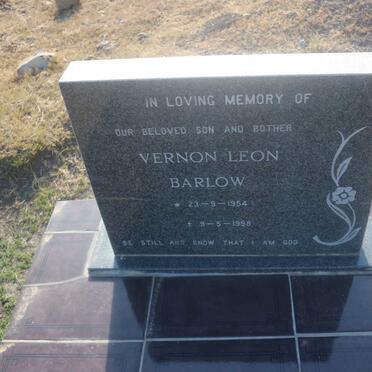 IN LOVING MEMORY OF
OUR BELOVED SON AND BOTHER
VERNON LEON
BARLOW
* 23-9-1954
† 9-5-1998
BE STILL AND KNOW THAT I AM GOD